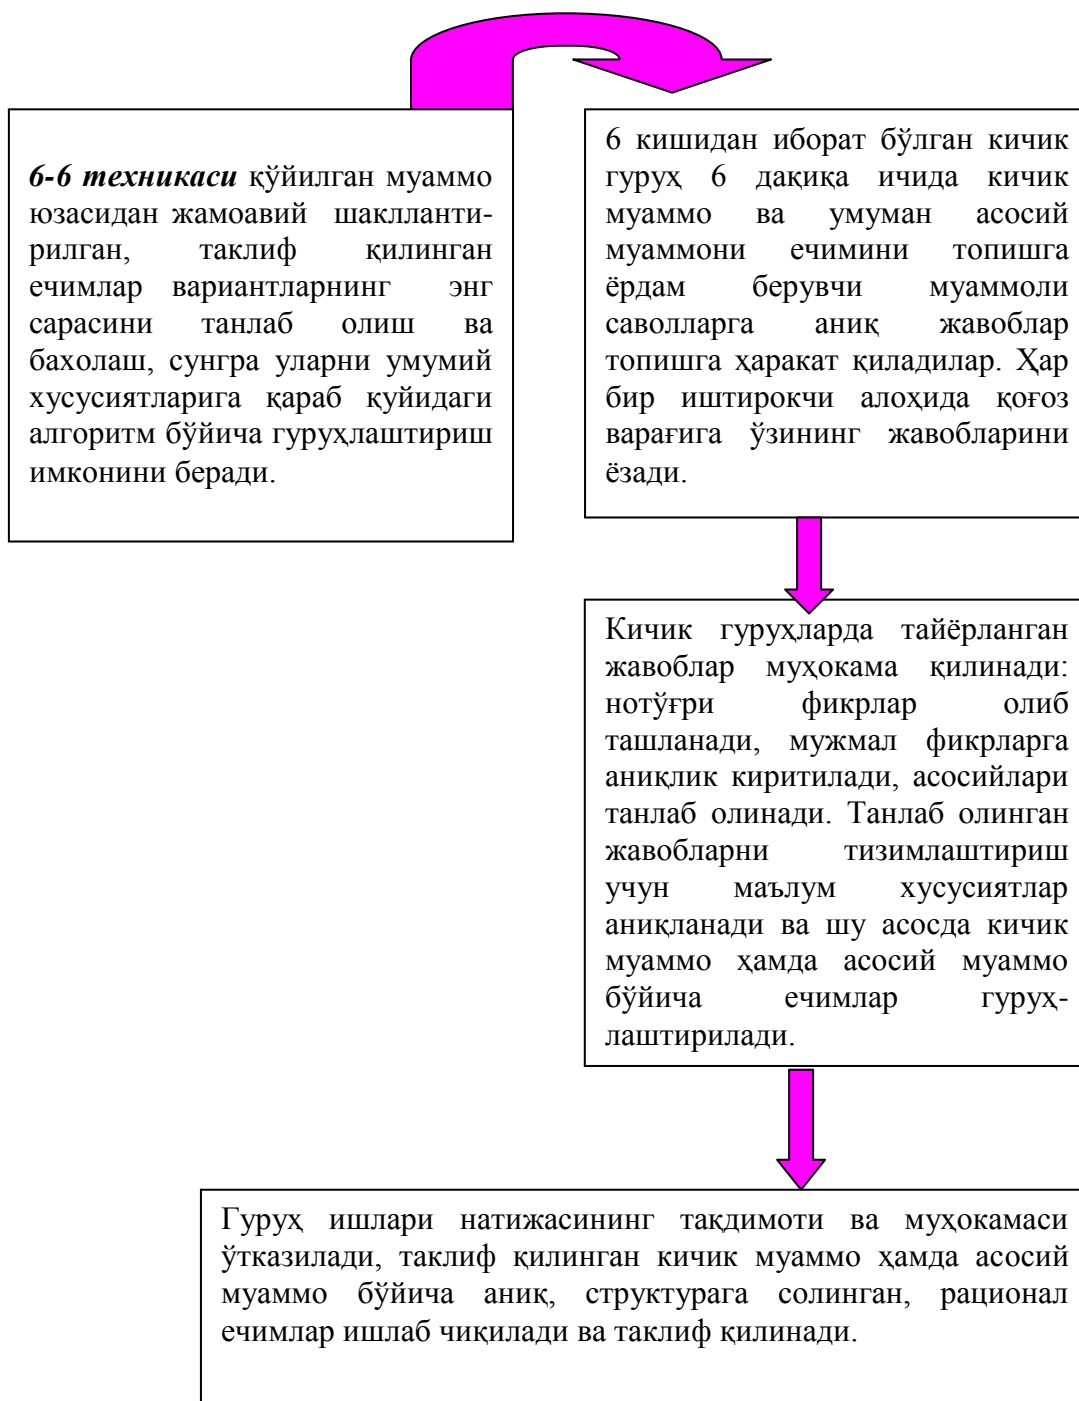 6-6 техникаси қўйилган муаммо
юзасидан жамоавий шакллантирилган, таклиф қилинган
ечимлар вариантларнинг энг
сарасини танлаб олиш ва
бахолаш, сунгра уларни умумий
хусусиятларига қараб қуйидаги
алгоритм бўйича гуруҳлаштириш
имконини беради.
6 кишидан иборат бўлган кичик
гуруҳ 6 дақиқа ичида кичик
муаммо ва умуман асосий
муаммони ечимини топишга
ёрдам берувчи муаммоли
саволларга аниқ жавоблар
топишга ҳаракат қиладилар. Ҳар
бир иштирокчи алоҳида қоғоз
варағига ўзининг жавобларини
ёзади.
Кичик гуруҳларда тайёрланган
жавоблар муҳокама қилинади:
нотўғри фикрлар олиб
ташланади, мужмал фикрларга
аниқлик киритилади, асосийлари
танлаб олинади. Танлаб олинган
жавобларни тизимлаштириш
учун маълум хусусиятлар
аниқланади ва шу асосда кичик
муаммо ҳамда асосий муаммо
бўйича ечимлар гуруҳ-
лаштирилади.
Гуруҳ ишлари натижасининг тақдимоти ва муҳокамаси
ўтказилади, таклиф қилинган кичик муаммо ҳамда асосий
муаммо бўйича аниқ, структурага солинган, рационал
ечимлар ишлаб чиқилади ва таклиф қилинади.